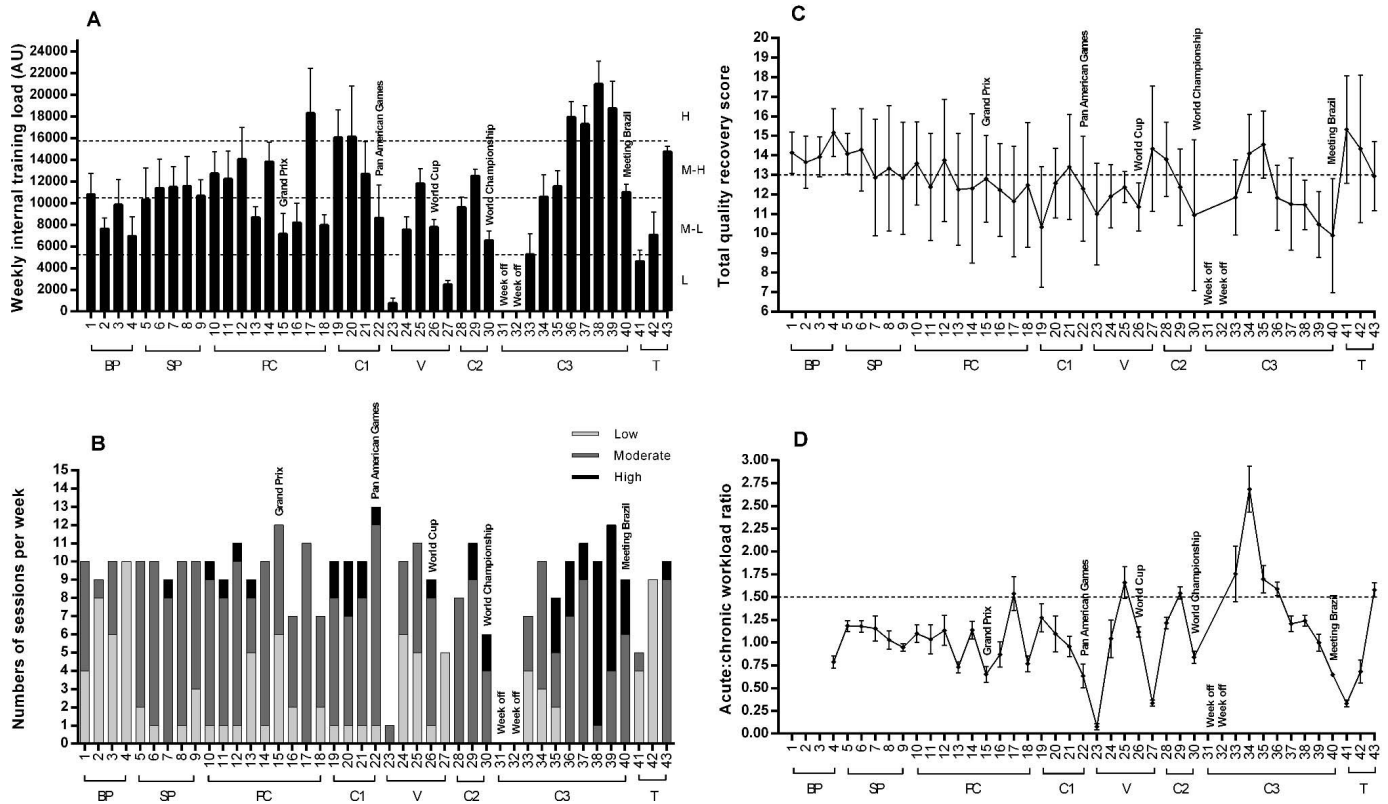 A
Weekly internal training load (AU)
24000
22000
20000
18000
16000
14000
12000
10000
8000
6000
4000
2000
0
H
M-H
M-L
L
Grand Prix
Pan American Games
World Cup
World Championship
Week off
Week off
Meeting Brazil
1 2 3 4 5 6 7 8 9 10 11 12 13 14 15 16 17 18 19 20 21 22 23 24 25 26 27 28 29 30 31 32 33 34 35 36 37 38 39 40 41 42 43
BP SP PC C1 V C2 C3 T
B
Low
Moderate
High
Numbers of sessions per week
15
14
13
12
11
10
9
8
7
6
5
4
3
2
1
0
Grand Prix
Pan American Games
World Cup
World Championship
Week off
Week off
Meeting Brazil
1 2 3 4 5 6 7 8 9 10 11 12 13 14 15 16 17 18 19 20 21 22 23 24 25 26 27 28 29 30 31 32 33 34 35 36 37 38 39 40 41 42 43
BP SP PC C1 V C2 C3 T
C
Total quality recovery score
20
19
18
17
16
15
14
13
12
11
10
9
8
7
6
Grand Prix
Pan American Games
World Cup
World Championship
Week off
Week off
Meeting Brazil
1 2 3 4 5 6 7 8 9 10 11 12 13 14 15 16 17 18 19 20 21 22 23 24 25 26 27 28 29 30 31 32 33 34 35 36 37 38 39 40 41 42 43
BP SP PC C1 V C2 C3 T
D
Acute:chronic workload ratio
3.00
2.75
2.50
2.25
2.00
1.75
1.50
1.25
1.00
0.75
0.50
0.25
0.00
Grand Prix
Pan American Games
World Cup
World Championship
Week off
Week off
Meeting Brazil
1 2 3 4 5 6 7 8 9 10 11 12 13 14 15 16 17 18 19 20 21 22 23 24 25 26 27 28 29 30 31 32 33 34 35 36 37 38 39 40 41 42 43
BP SP PC C1 V C2 C3 T